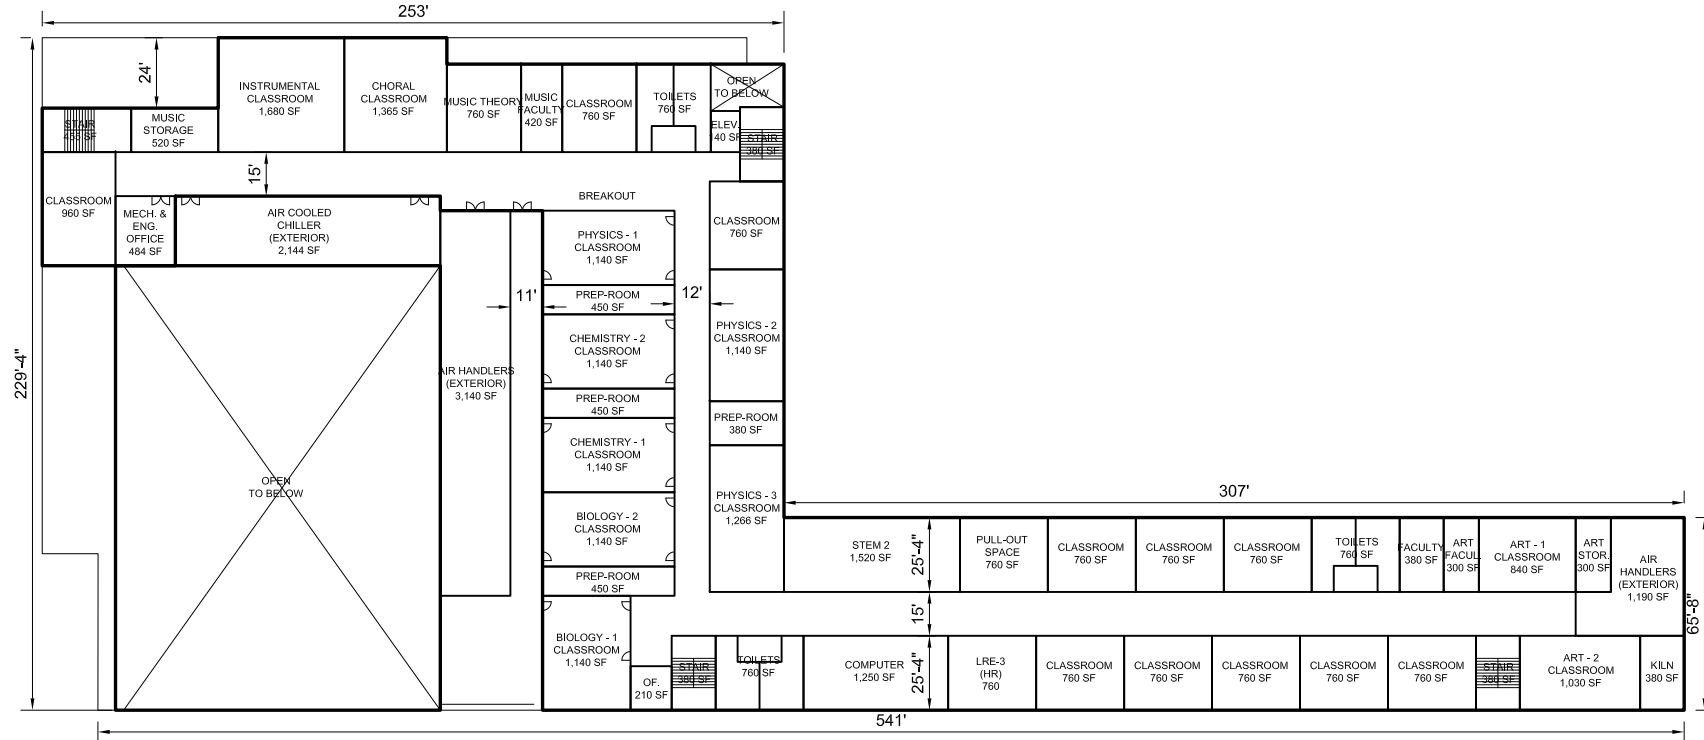 253'
24'
INSTRUMENTAL
CLASSROOM
1,680 SF
CHORAL
CLASSROOM
1,365 SF
MUSIC THEORY
760 SF
MUSIC
FACULTY
420 SF
CLASSROOM
760 SF
TOILETS
760 SF
OPEN
TO BELOW
STAIR
455 SF
MUSIC
STORAGE
520 SF
ELEV.
140 SF
STAIR
380 SF
15'
BREAKOUT
CLASSROOM
960 SF
MECH. &
ENG.
OFFICE
484 SF
AIR COOLED
CHILLER
(EXTERIOR)
2,144 SF
PHYSICS - 1
CLASSROOM
1,140 SF
CLASSROOM
760 SF
11'
PREP-ROOM
450 SF
12'
229'-4"
AIR HANDLERS
(EXTERIOR)
3,140 SF
CHEMISTRY - 2
CLASSROOM
1,140 SF
PHYSICS - 2
CLASSROOM
1,140 SF
PREP-ROOM
450 SF
PREP-ROOM
380 SF
CHEMISTRY - 1
CLASSROOM
1,140 SF
OPEN
TO BELOW
PHYSICS - 3
CLASSROOM
1,266 SF
307'
BIOLOGY - 2
CLASSROOM
1,140 SF
STEM 2
1,520 SF
25'-4"
PULL-OUT
SPACE
760 SF
CLASSROOM
760 SF
CLASSROOM
760 SF
CLASSROOM
760 SF
TOILETS
760 SF
FACULTY
380 SF
ART
FACUL.
300 SF
ART - 1
CLASSROOM
840 SF
ART
STOR.
300 SF
AIR
HANDLERS
(EXTERIOR)
1,190 SF
PREP-ROOM
450 SF
15'
65'-8"
BIOLOGY - 1
CLASSROOM
1,140 SF
OF.
210 SF
STAIR
380 SF
TOILETS
760 SF
COMPUTER
1,250 SF
25'-4"
LRE-3
(HR)
760
CLASSROOM
760 SF
CLASSROOM
760 SF
CLASSROOM
760 SF
CLASSROOM
760 SF
CLASSROOM
760 SF
STAIR
380 SF
ART - 2
CLASSROOM
1,030 SF
KILN
380 SF
541'